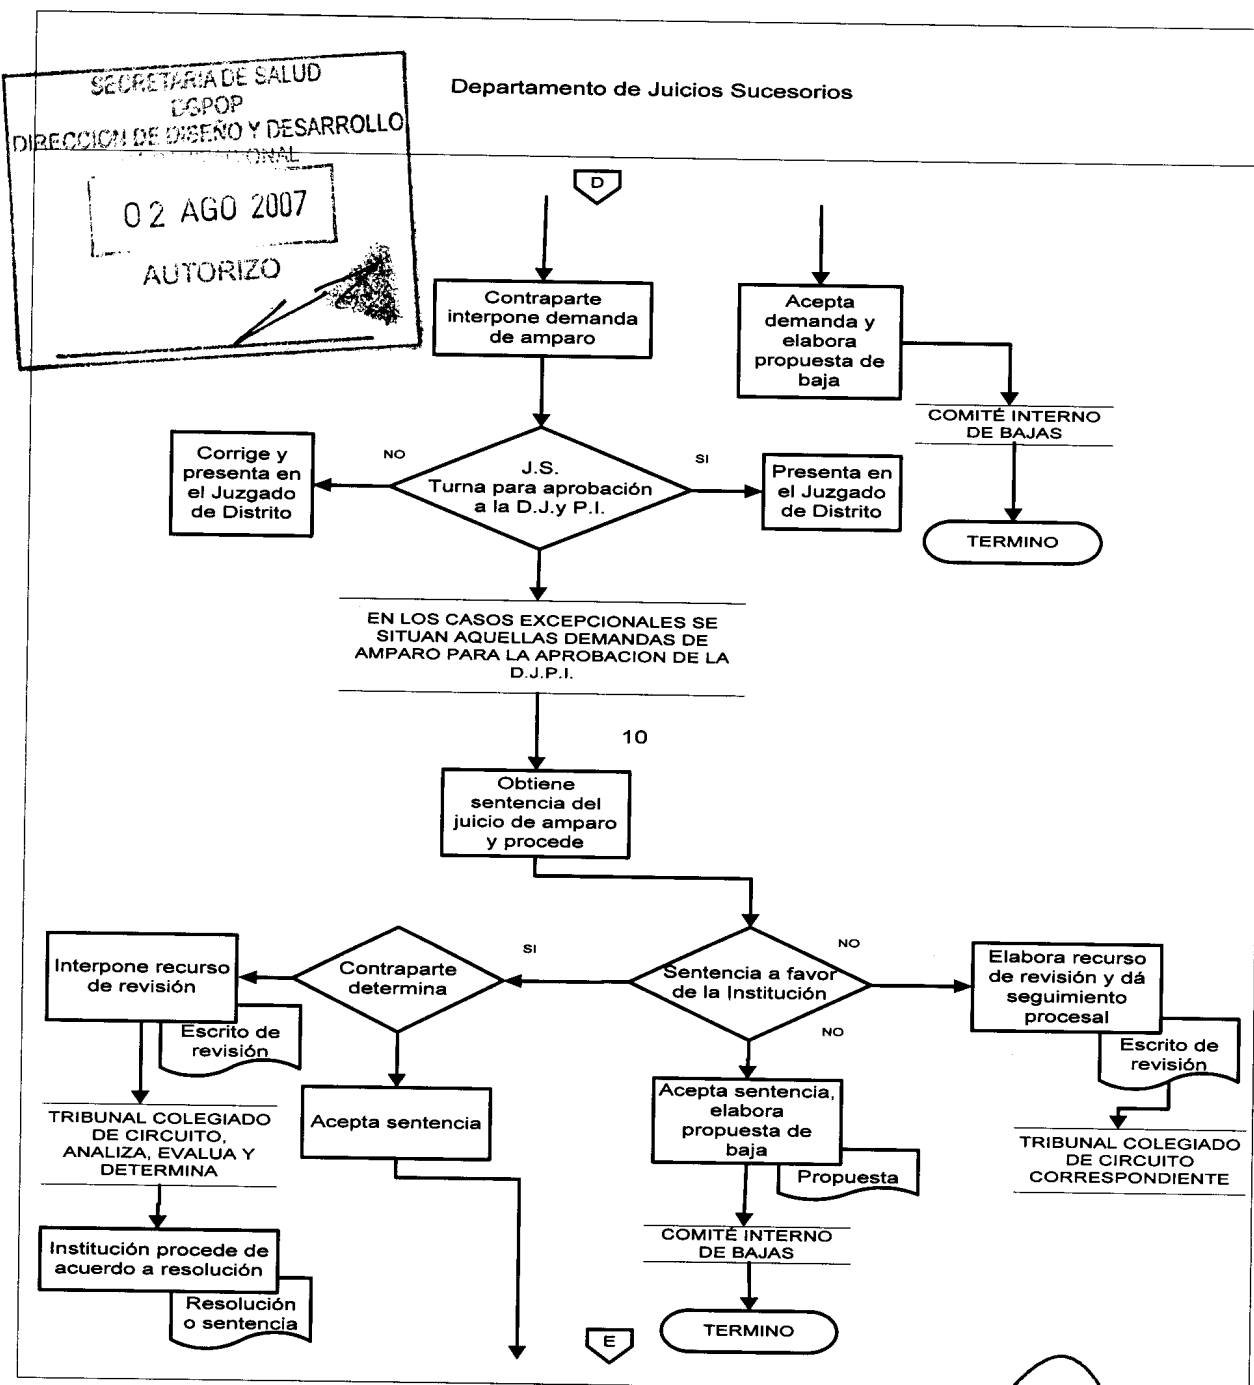 SECRETARIA DE SALUD
DGPOP
DIRECCION DE DISEÑO Y DESARROLLO
02 AGO 2007
AUTORIZO
Departamento de Juicios Sucesorios
D
Contraparte
interpone demanda
de amparo
Acepta
demanda y
elabora
propuesta de
baja
COMITÉ INTERNO
DE BAJAS
TERMINO
Corrige y
presenta en
el Juzgado
de Distrito
NO
J.S.
Turna para aprobación
a la D.J.y P.I.
SI
Presenta en
el Juzgado
de Distrito
EN LOS CASOS EXCEPCIONALES SE
SITUAN AQUELLAS DEMANDAS DE
AMPARO PARA LA APROBACION DE LA
D.J.P.I.
10
Obtiene
sentencia del
juicio de amparo
y procede
Interpone recurso
de revisión
Escrito de
revisión
Contraparte
determina
SI
Sentencia a favor
de la Institución
NO
NO
Elabora recurso
de revisión y dá
seguimiento
procesal
Escrito de
revisión
TRIBUNAL COLEGIADO
DE CIRCUITO,
ANALIZA, EVALUA Y
DETERMINA
Acepta sentencia
Acepta sentencia,
elabora
propuesta de
baja
Propuesta
TRIBUNAL COLEGIADO
DE CIRCUITO
CORRESPONDIENTE
Institución procede de
acuerdo a resolución
Resolución
o sentencia
COMITÉ INTERNO
DE BAJAS
TERMINO
E